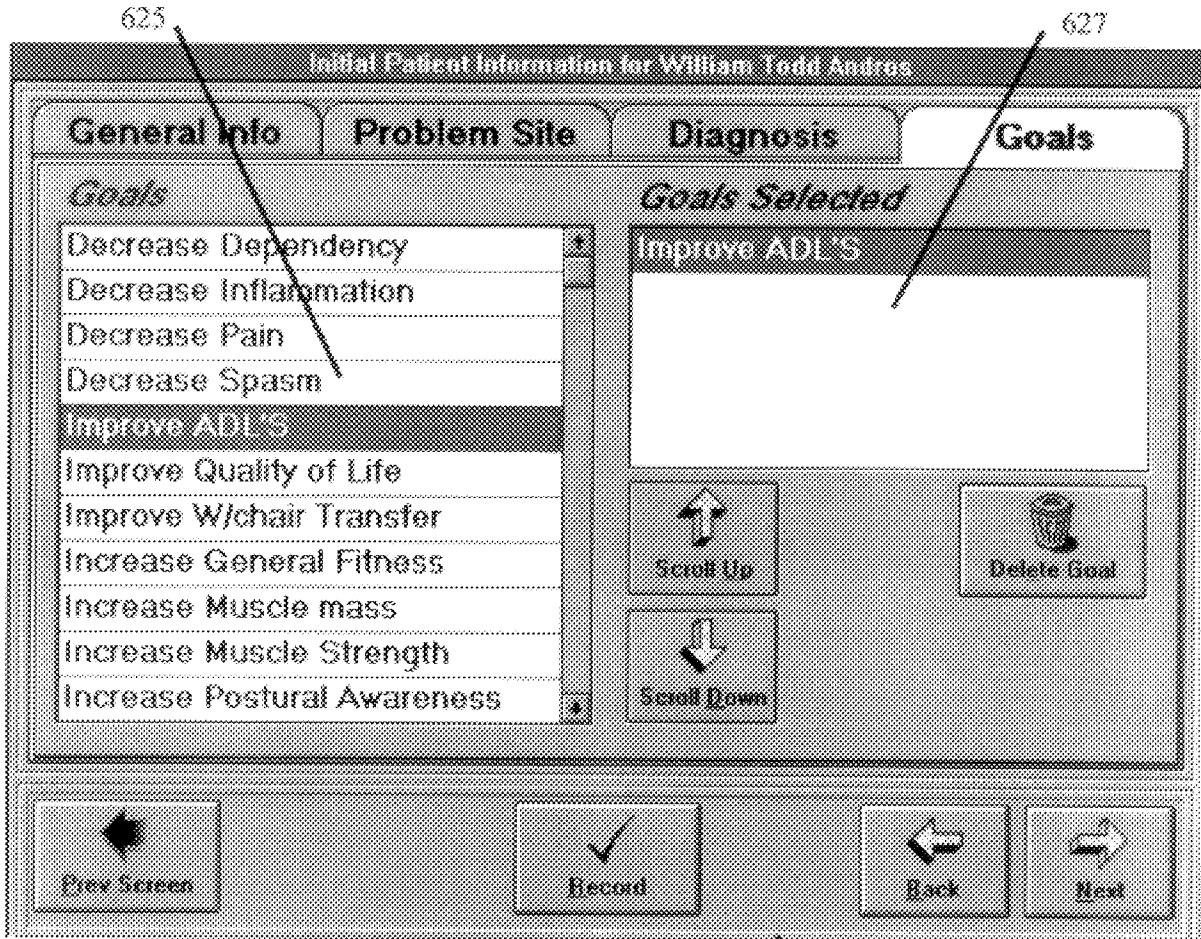 625
627
Initial Patient Information for William Todd Andros
General Info
Problem Site
Diagnosis
Goals
Goals
Decrease Dependency
Decrease Inflammation
Decrease Pain
Decrease Spasm
Improve ADL'S
Improve Quality of Life
Improve W/chair Transfer
Increase General Fitness
Increase Muscle mass
Increase Muscle Strength
Increase Postural Awareness
Goals Selected
Improve ADL'S
Scroll Up
Delete Goal
Scroll Down
Prev Screen
Record
Back
Next